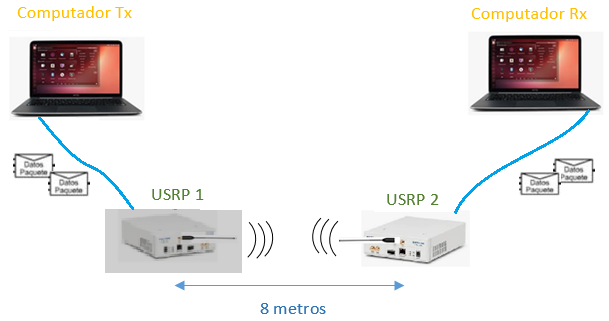 Computador Tx
Computador Rx
Datos
Paquete
Datos
Paquete
Datos
Paquete
Datos
Paquete
USRP 1
USRP 2
8 metros